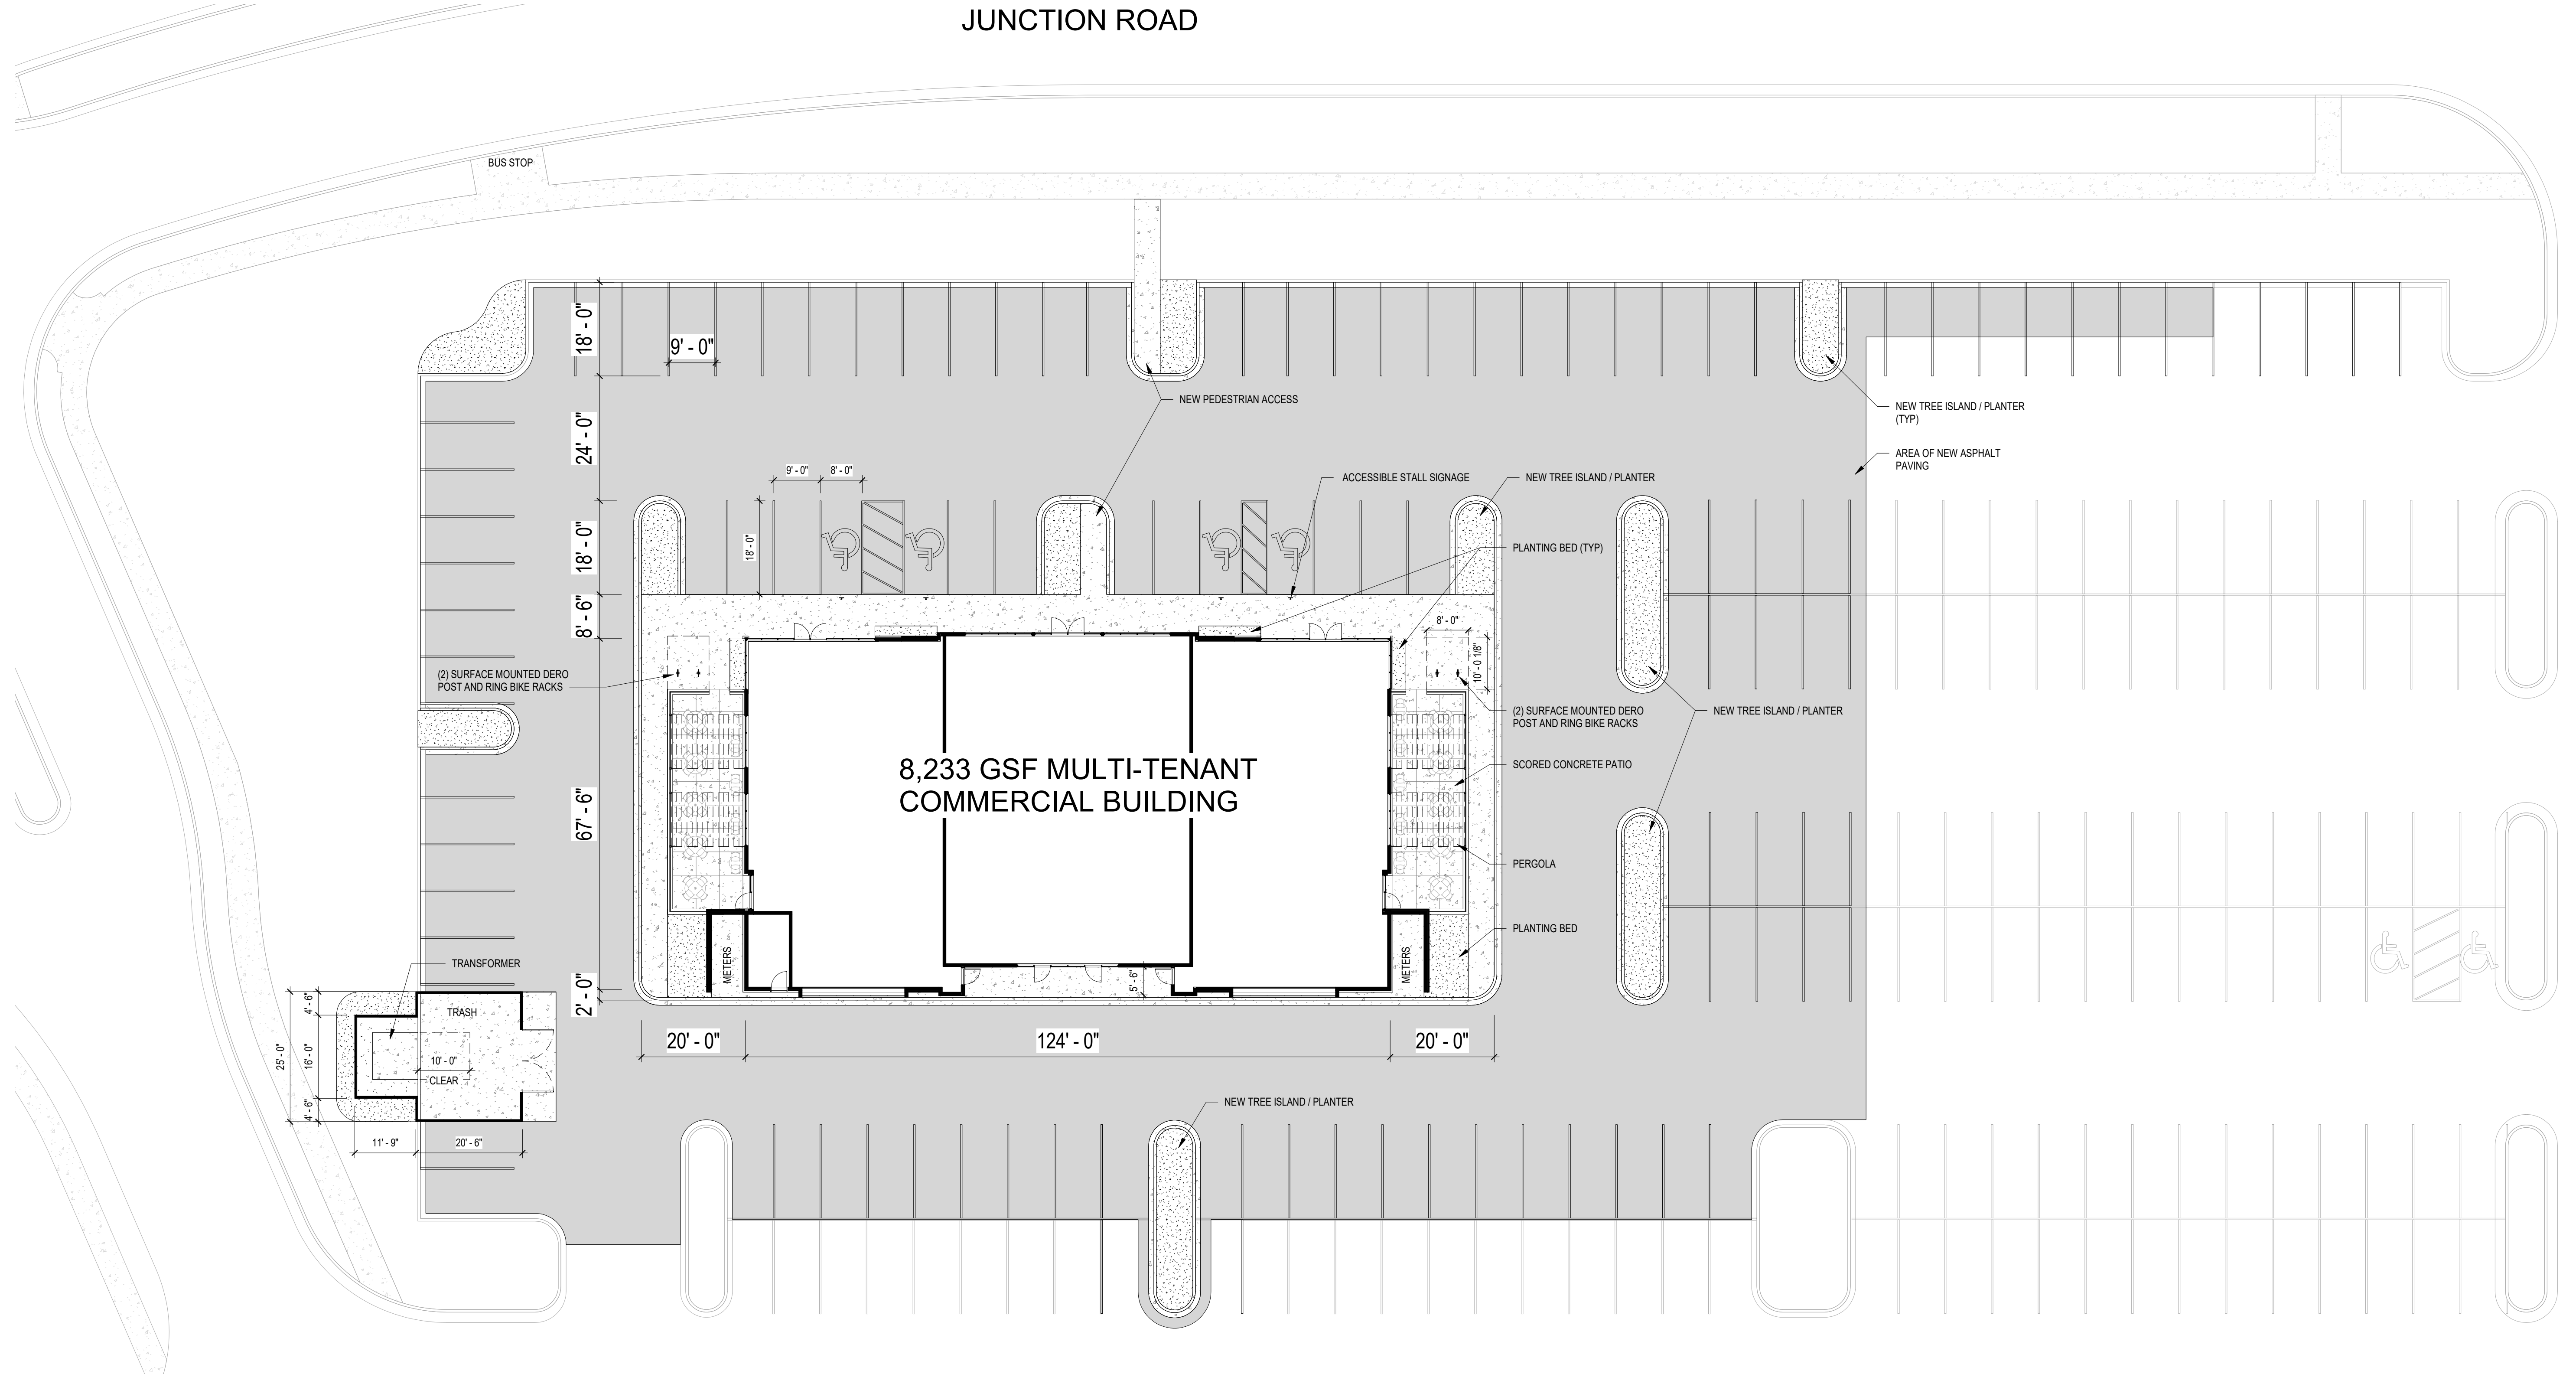 JUNCTION ROAD
BUS STOP
18' - 0"
9' - 0"
NEW PEDESTRIAN ACCESS
NEW TREE ISLAND / PLANTER
(TYP)
24' - 0"
AREA OF NEW ASPHALT
PAVING
9' - 0"
8' - 0"
ACCESSIBLE STALL SIGNAGE
NEW TREE ISLAND / PLANTER
18' - 0"
18' - 0"
PLANTING BED (TYP)
8' - 6"
8' - 0"
10' - 0 1/8"
(2) SURFACE MOUNTED DERO
POST AND RING BIKE RACKS
(2) SURFACE MOUNTED DERO
POST AND RING BIKE RACKS
NEW TREE ISLAND / PLANTER
8,233 GSF MULTI-TENANT
COMMERCIAL BUILDING
SCORED CONCRETE PATIO
67' - 6"
PERGOLA
PLANTING BED
METERS
METERS
TRANSFORMER
5' - 6"
2' - 0"
4' - 6"
TRASH
25' - 0"
16' - 0"
10' - 0"
CLEAR
20' - 0"
124' - 0"
20' - 0"
4' - 6"
NEW TREE ISLAND / PLANTER
11' - 9"
20' - 6"